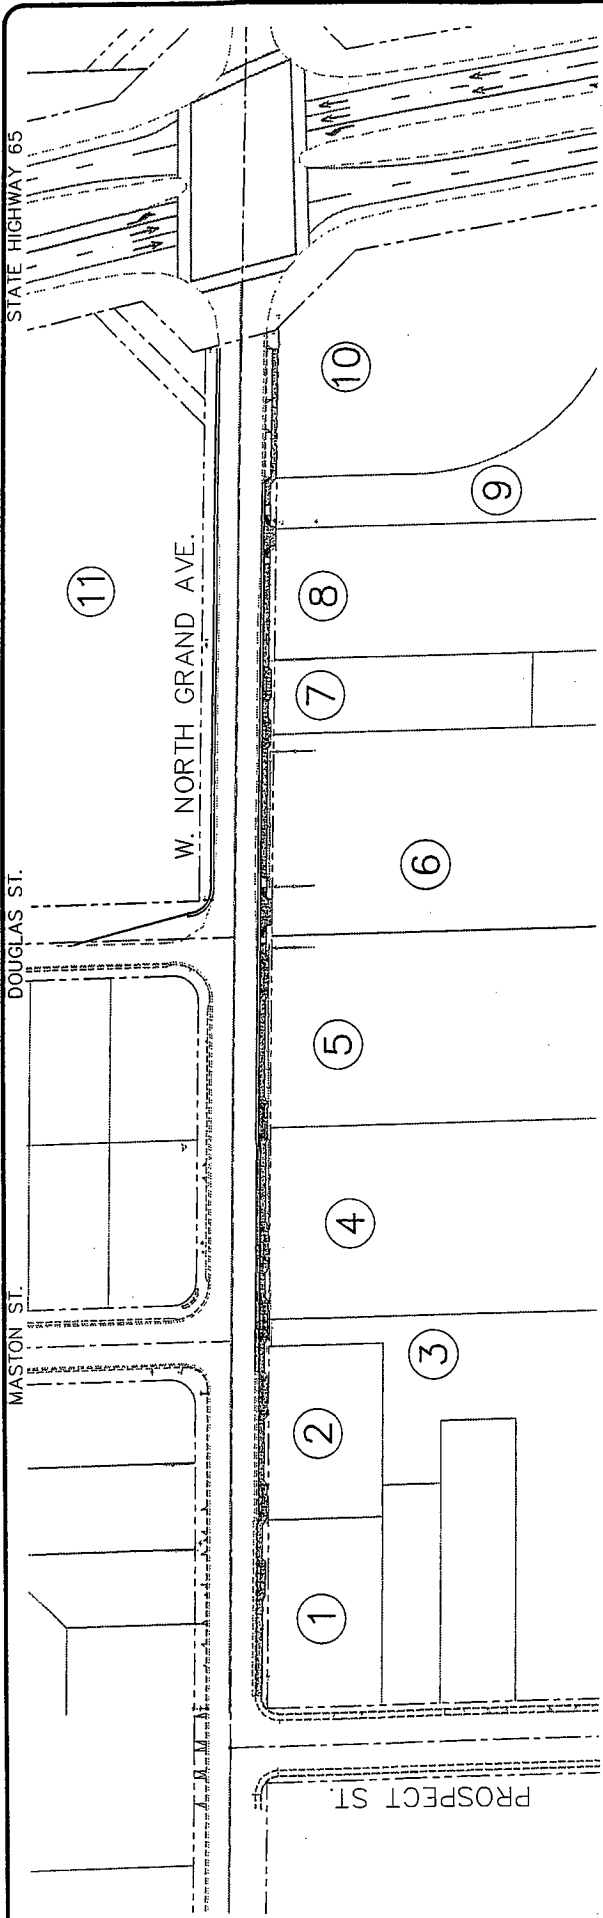 STATE HIGHWAY 65
DOUGLAS ST.
MASTON ST.
W. NORTH GRAND AVE.
PROSPECT ST.
1
2
3
4
5
6
7
8
9
10
11